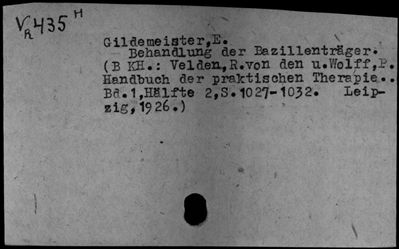 V_R 435 H
Gildemeister,E.
Behandlung der Bazillenträger.
(B KH.: Velden,R.von den u.Wolff,P.
Handbuch der praktischen Therapie..
Bd.1,Hälfte 2,S.1027-1032. Leip-
zig,1926.)